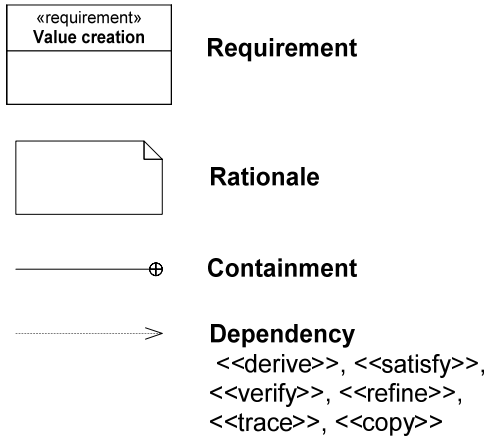 «requirement»
Value creation
Requirement
Rationale
Containment
Dependency
<<derive>>, <<satisfy>>,
<<verify>>, <<refine>>,
<<trace>>, <<copy>>